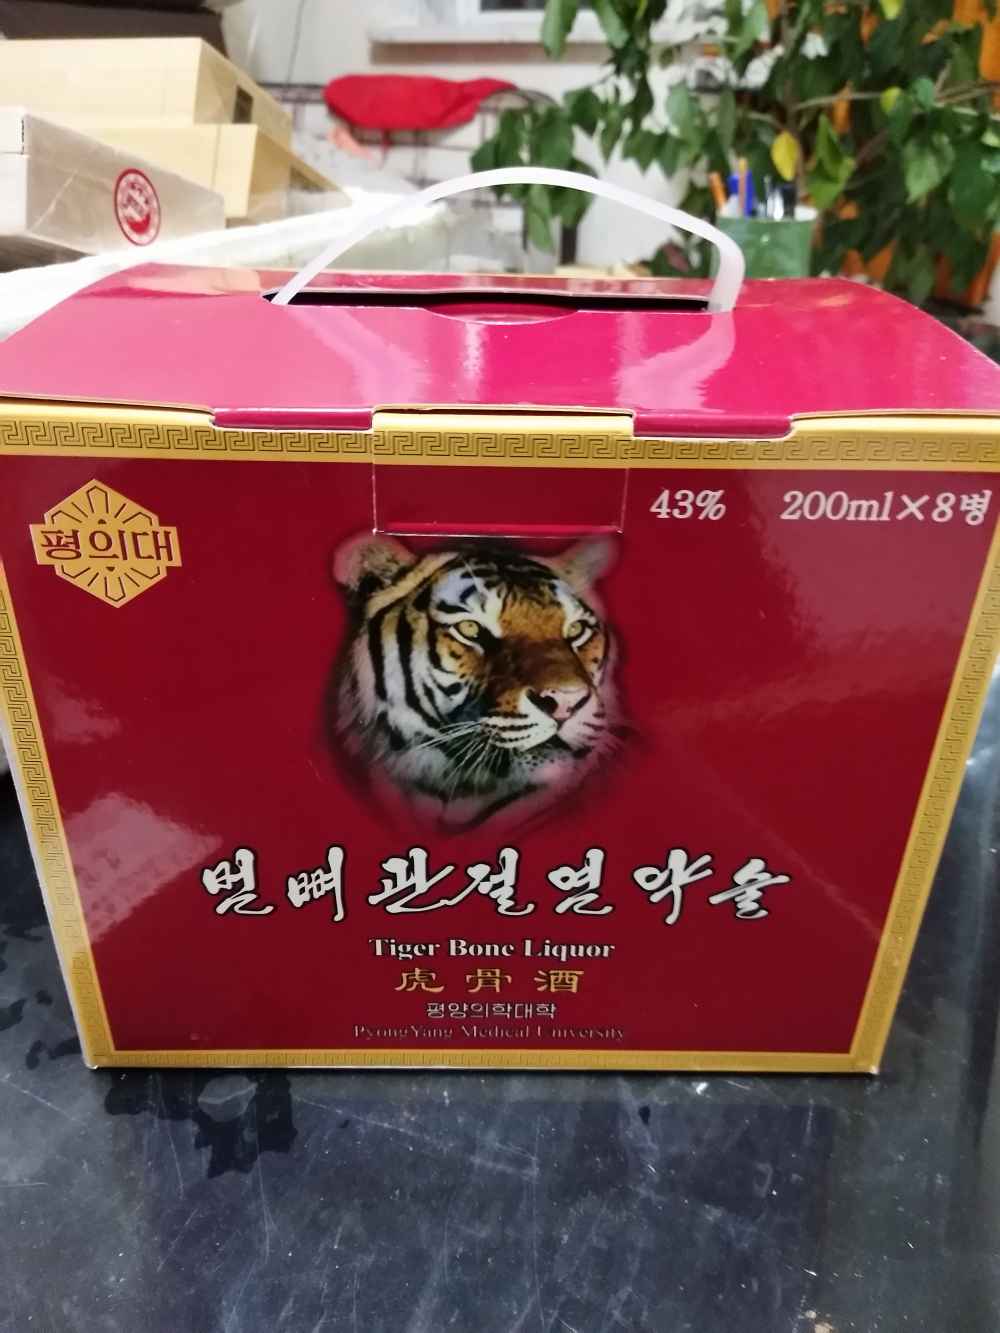 평의대
43% 200ml×8병
범뼈관절염약술
Tiger Bone Liquor
虎骨酒
평양의학대학
PyongYang Medical University